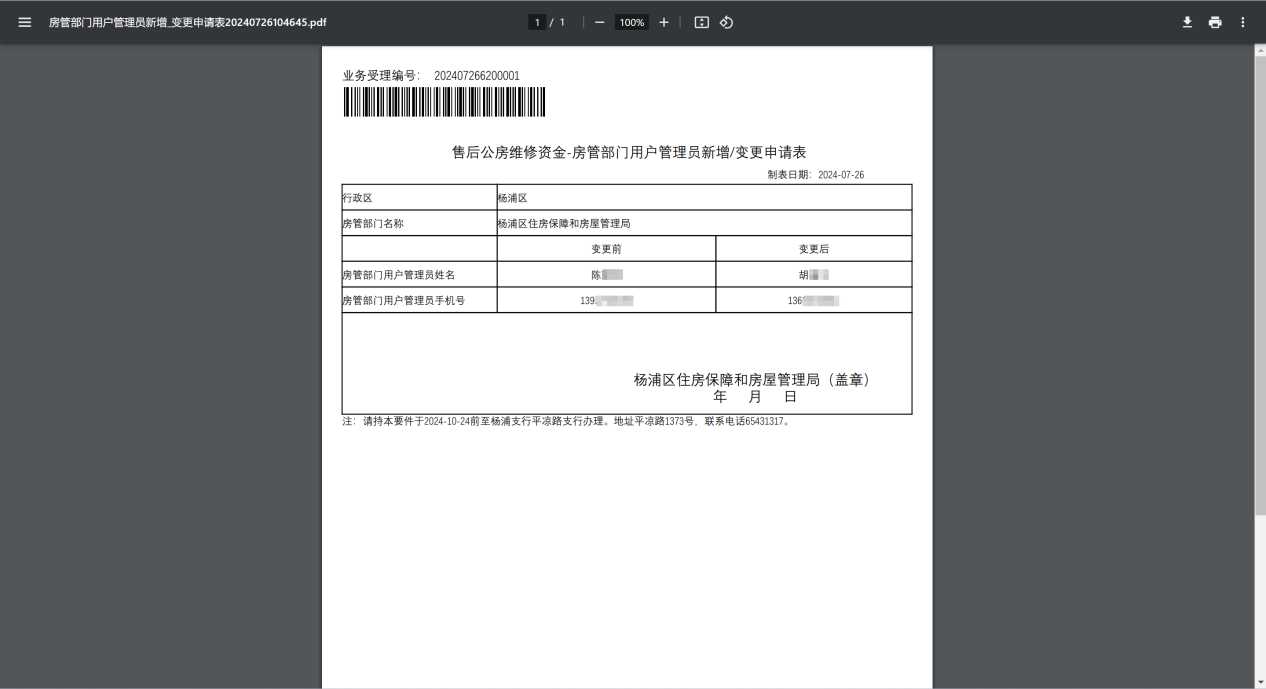 房管部门用户管理员新增_变更申请表20240726104645.pdf
1 / 1
100%
业务受理编号: 202407266200001
售后公房维修资金-房管部门用户管理员新增/变更申请表
制表日期: 2024-07-26
行政区 杨浦区
房管部门名称 杨浦区住房保障和房屋管理局
变更前 变更后
房管部门用户管理员姓名 陈 胡
房管部门用户管理员手机号 139 136
杨浦区住房保障和房屋管理局（盖章）
年 月 日
注: 请持本要件于2024-10-24前至杨浦支行平凉路支行办理。地址平凉路1373号，联系电话65431317。